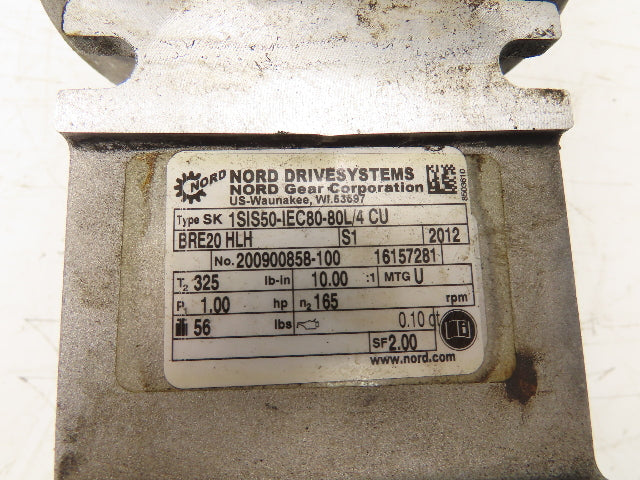 NORD
NORD DRIVESYSTEMS
NORD Gear Corporation
US-Waunakee, WI.53597
Type SK 1SIS50-IEC80-80L/4 CU
BRE20 HLH S1 2012
No. 200900858-100 16157281
T2 325 lb-in 10.00 :1 MTG U
P1 1.00 hp n2 165 rpm
56 lbs 0.10 qt
SF 2.00
www.nord.com